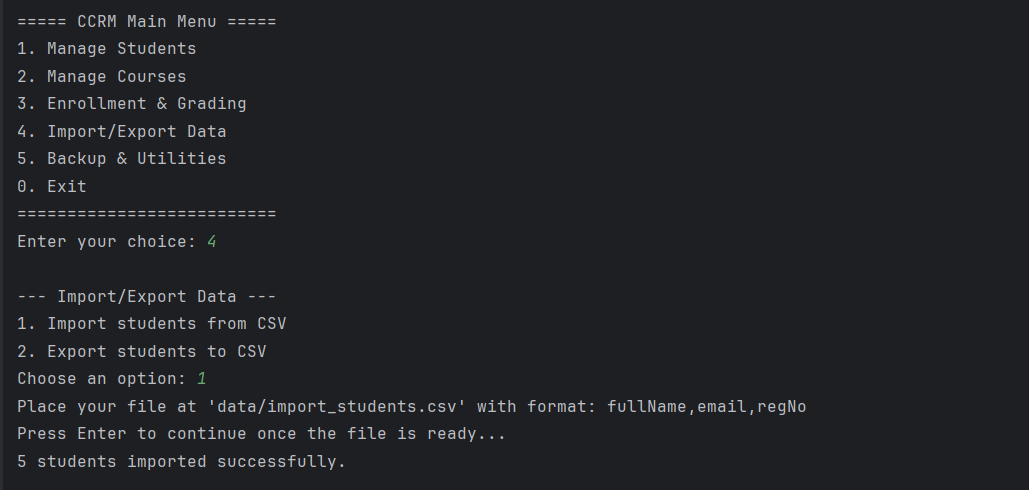 ===== CCRM Main Menu =====
1. Manage Students
2. Manage Courses
3. Enrollment & Grading
4. Import/Export Data
5. Backup & Utilities
0. Exit
==========================
Enter your choice: 4
--- Import/Export Data ---
1. Import students from CSV
2. Export students to CSV
Choose an option: 1
Place your file at 'data/import_students.csv' with format: fullName,email,regNo
Press Enter to continue once the file is ready...
5 students imported successfully.